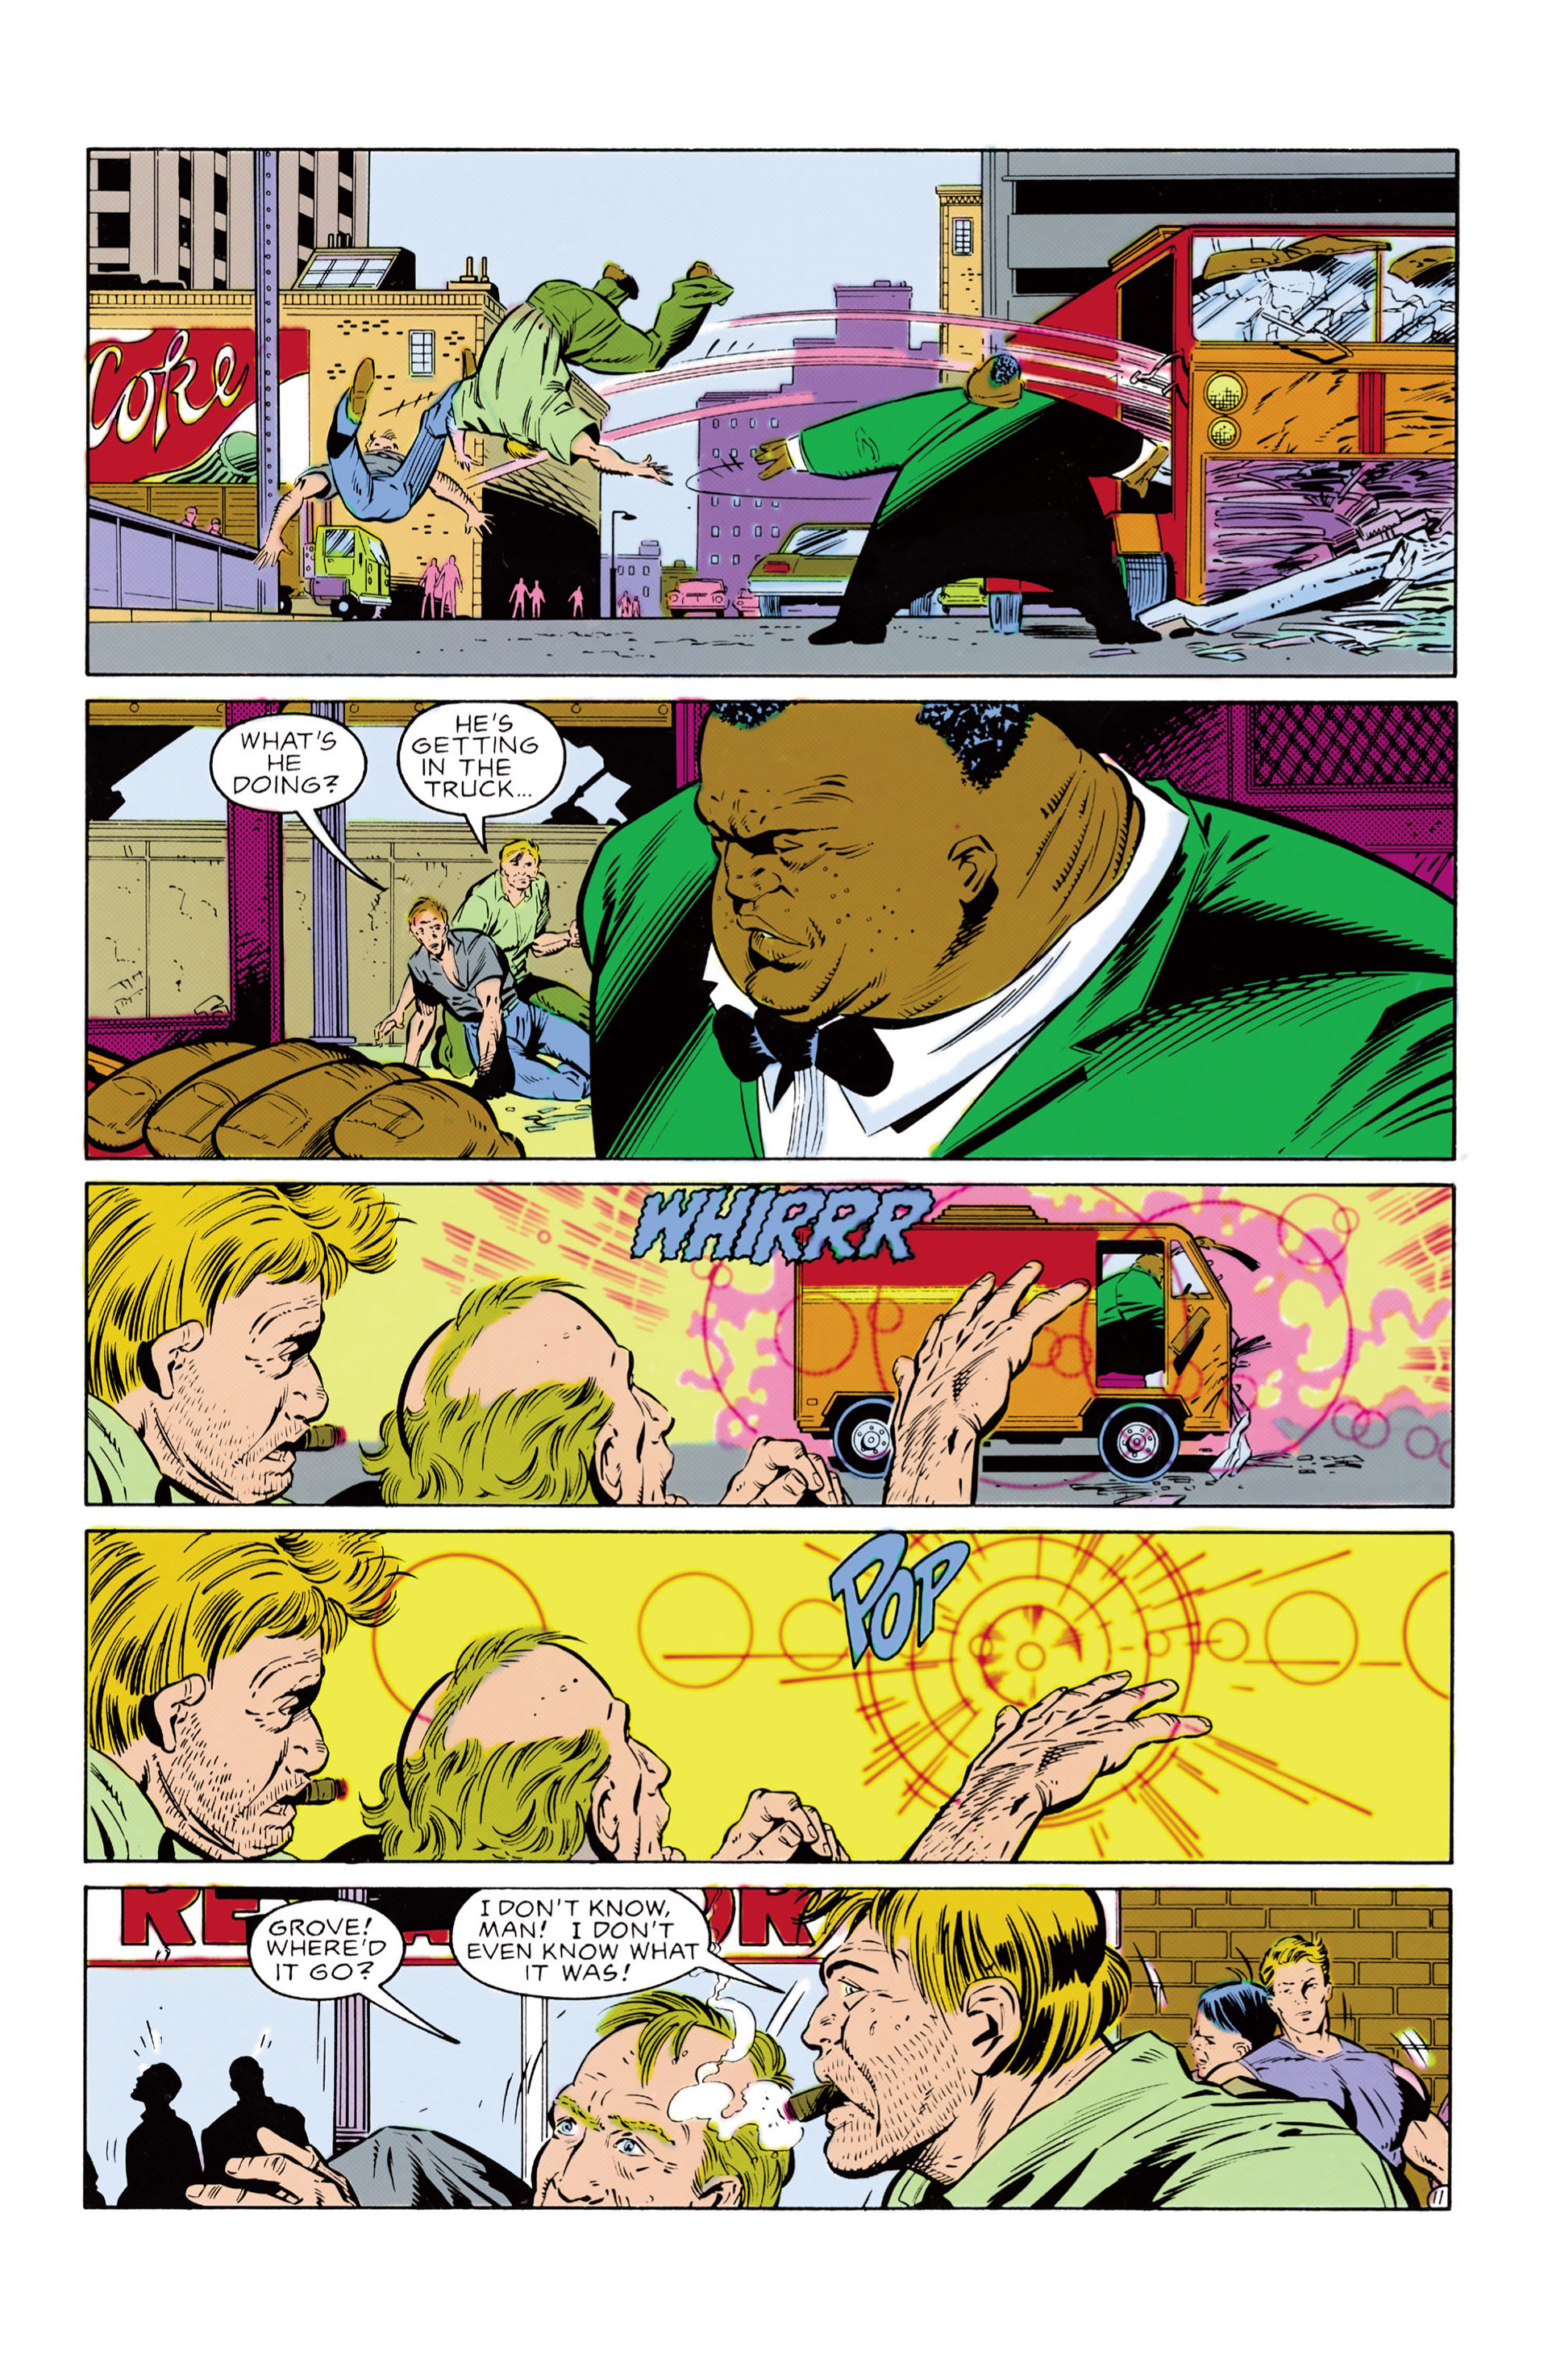 Coke
WHAT'S
HE
DOING?
HE'S
GETTING
IN THE
TRUCK...
WHIRRR
POP
GROVE!
WHERE'D
IT GO?
I DON'T KNOW,
MAN! I DON'T
EVEN KNOW WHAT
IT WAS!
11